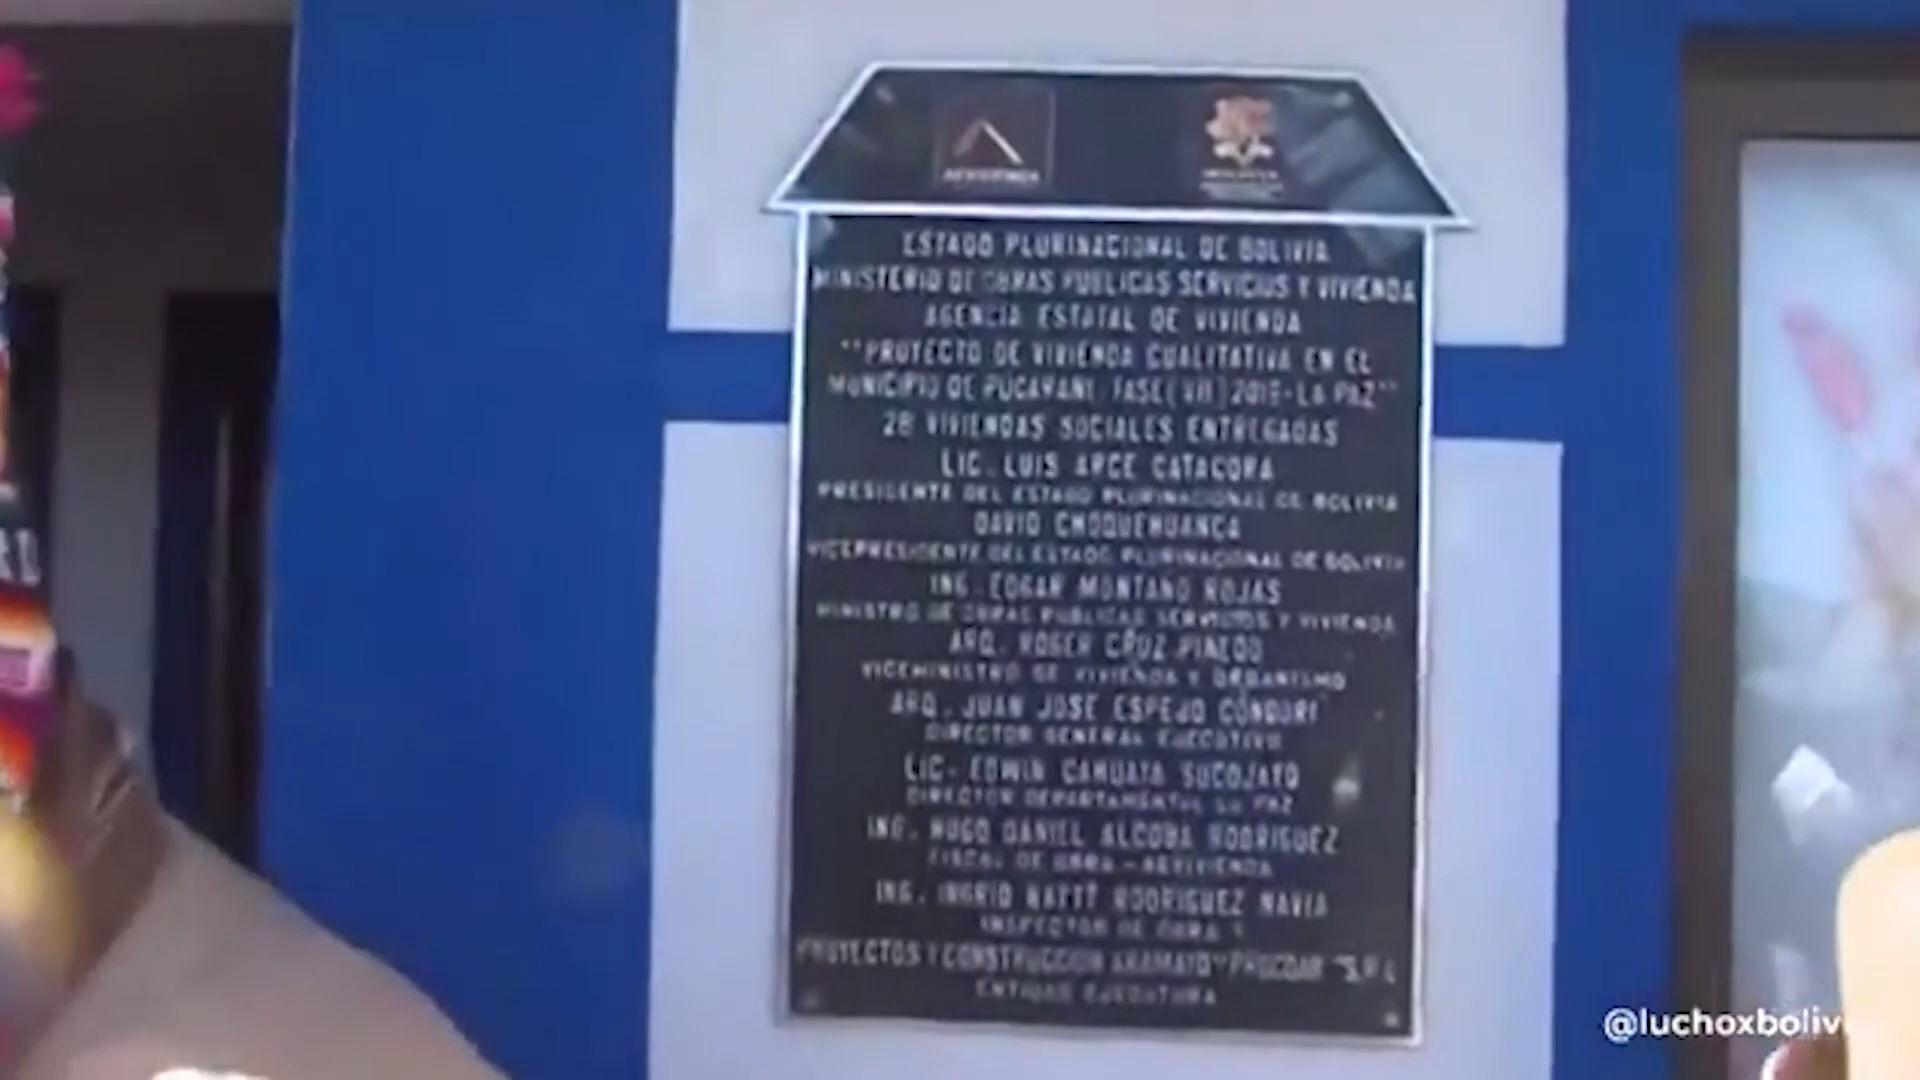 AEVIVIENDA
ESTADO PLURINACIONAL DE BOLIVIA
MINISTERIO DE OBRAS PUBLICAS SERVICIOS Y VIVIENDA
AGENCIA ESTATAL DE VIVIENDA
"PROYECTO DE VIVIENDA CUALITATIVA EN EL
MUNICIPIO DE PUCARANI FASE(VII) 2019-LA PAZ"
28 VIVIENDAS SOCIALES ENTREGADAS
LIC. LUIS ARCE CATACORA
PRESIDENTE DEL ESTADO PLURINACIONAL DE BOLIVIA
DAVID CHOQUEHUANCA
VICEPRESIDENTE DEL ESTADO PLURINACIONAL DE BOLIVIA
ING. EDGAR MONTAÑO ROJAS
MINISTRO DE OBRAS PUBLICAS SERVICIOS Y VIVIENDA
ARQ. ROGER CRUZ PINEDO
VICEMINISTRO DE VIVIENDA Y URBANISMO
ARQ. JUAN JOSE ESPEJO CONDORI
DIRECTOR GENERAL EJECUTIVO
LIC. EDWIN CAHUAYA SUCOJAYO
DIRECTOR DEPARTAMENTAL LA PAZ
ING. HUGO DANIEL ALCOBA RODRIGUEZ
FISCAL DE OBRA - AEVIVIENDA
ING. INGRID RODRIGUEZ NAVIA
INSPECTOR DE OBRA
PROYECTOS Y CONSTRUCCION ARAMAYO "PROCOAR" S.R.L
ENTIDAD EJECUTORA
@luchoxboliv